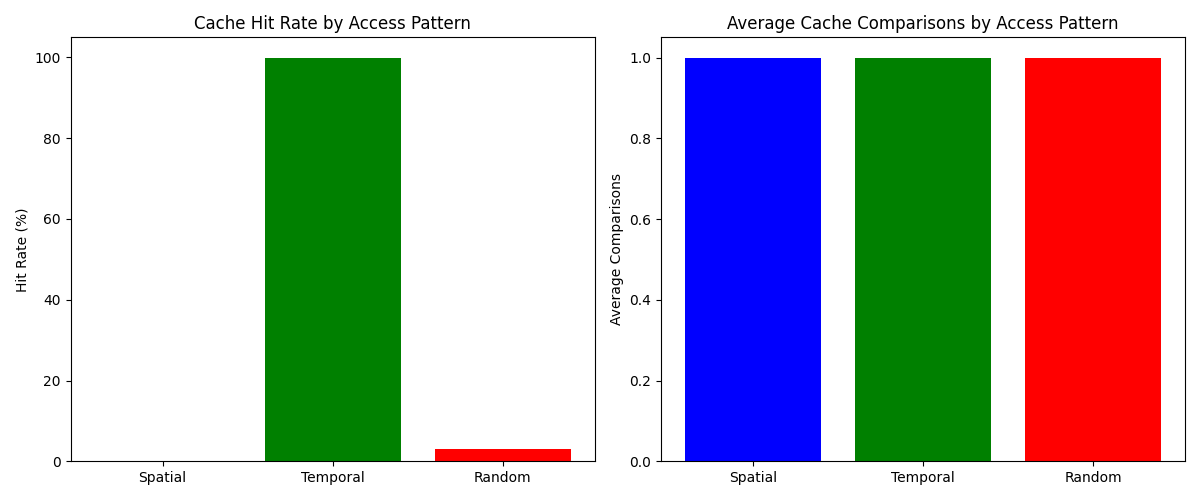 Cache Hit Rate by Access Pattern
Hit Rate (%)
100
80
60
40
20
0
Spatial Temporal Random
Average Cache Comparisons by Access Pattern
Average Comparisons
1.0
0.8
0.6
0.4
0.2
0.0
Spatial Temporal Random